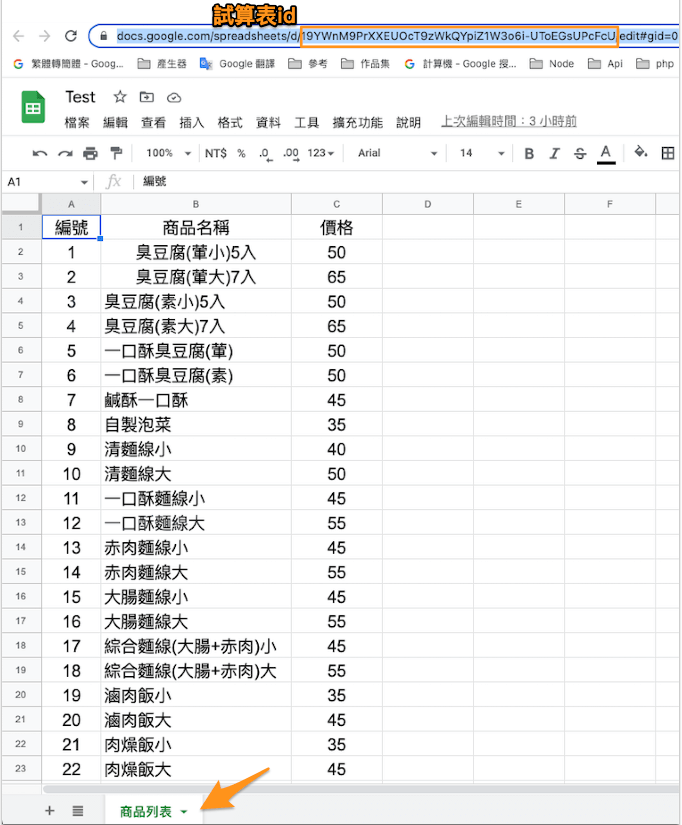 試算表id
docs.google.com/spreadsheets/d/19YWnM9PrXXEUOcT9zWkQYpiZ1W3o6i-UToEGsUPcFcU/edit#gid=0
繁體轉簡體 - Goog... 產生器 Google 翻譯 參考 作品集 計算機 - Google 搜... Node Api php
Test
檔案 編輯 查看 插入 格式 資料 工具 擴充功能 說明 上次編輯時間：3 小時前
100% NT$ % .0 .00 123 Arial 14 B I S A
A1 fx 編號
A B C D E F
1 編號 商品名稱 價格
2 1 臭豆腐(葷小)5入 50
3 2 臭豆腐(葷大)7入 65
4 3 臭豆腐(素小)5入 50
5 4 臭豆腐(素大)7入 65
6 5 一口酥臭豆腐(葷) 50
7 6 一口酥臭豆腐(素) 50
8 7 鹹酥一口酥 45
9 8 自製泡菜 35
10 9 清麵線小 40
11 10 清麵線大 50
12 11 一口酥麵線小 45
13 12 一口酥麵線大 55
14 13 赤肉麵線小 45
15 14 赤肉麵線大 55
16 15 大腸麵線小 45
17 16 大腸麵線大 55
18 17 綜合麵線(大腸+赤肉)小 45
19 18 綜合麵線(大腸+赤肉)大 55
20 19 滷肉飯小 35
21 20 滷肉飯大 45
22 21 肉燥飯小 35
23 22 肉燥飯大 45
商品列表